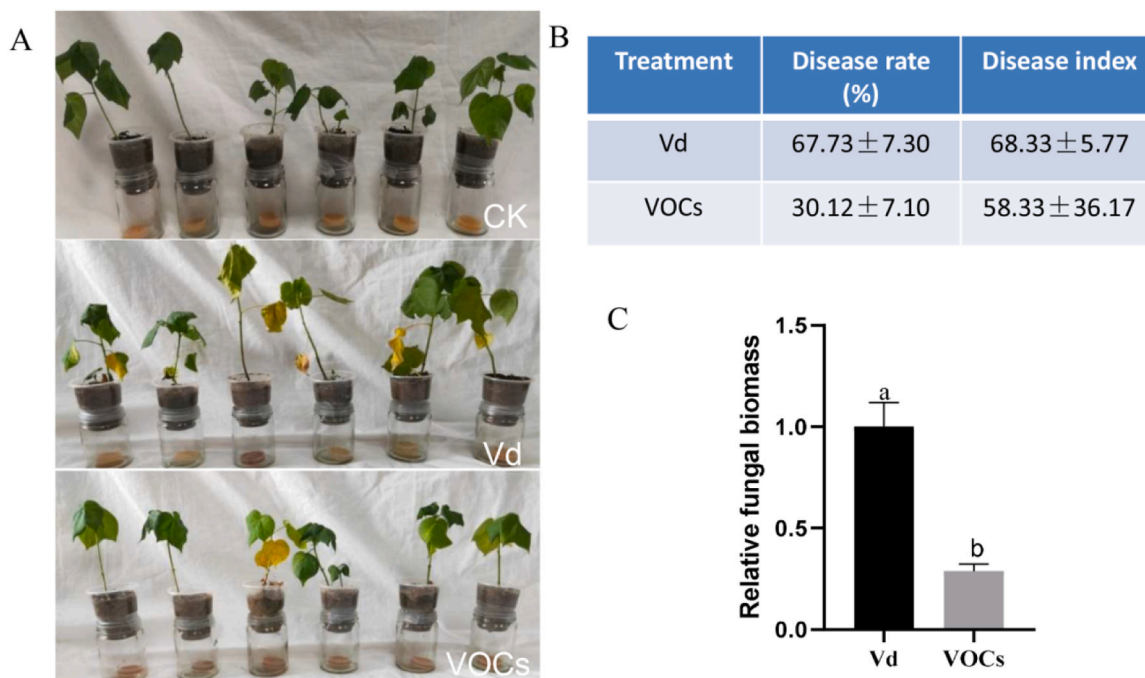 A
CK
Vd
VOCs
B
Treatment Disease rate (%) Disease index
Vd 67.73±7.30 68.33±5.77
VOCs 30.12±7.10 58.33±36.17
C
Relative fungal biomass
1.5
1.0
0.5
0.0
a
b
Vd VOCs